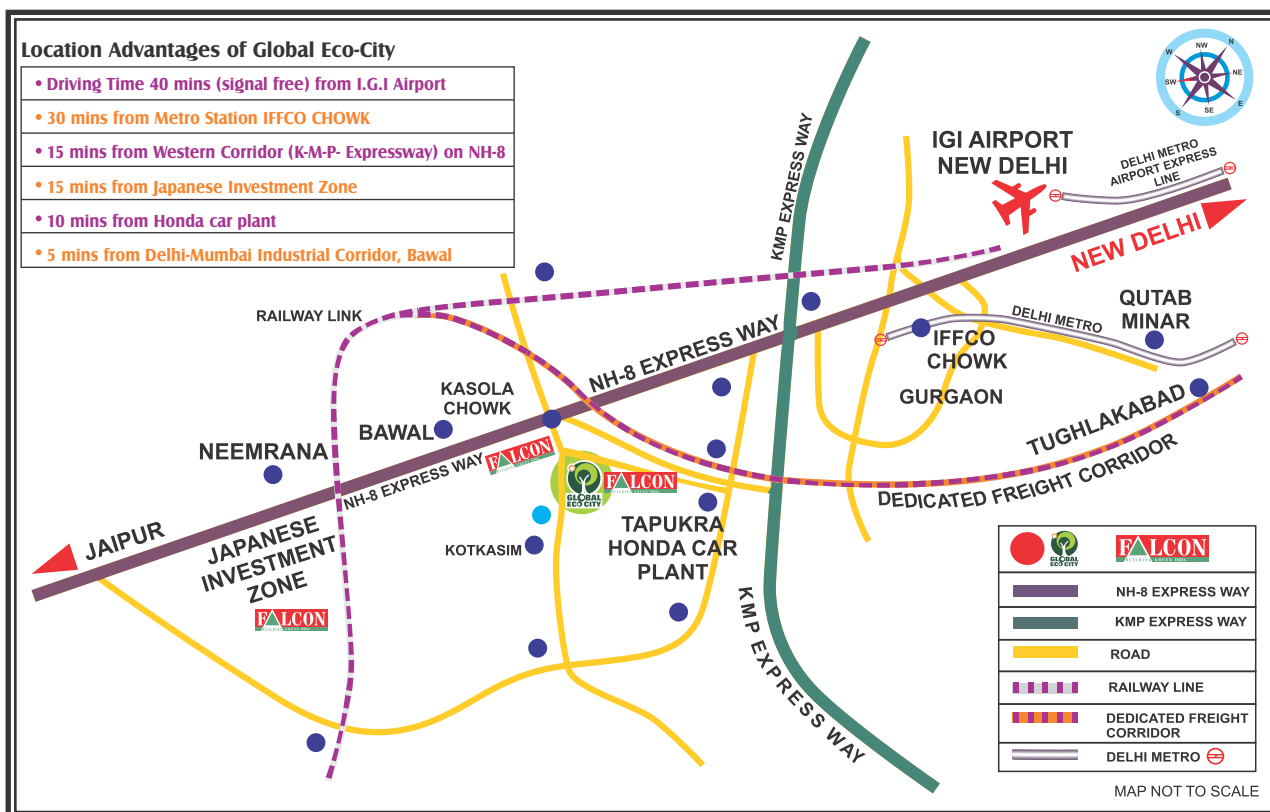 Location Advantages of Global Eco-City
• Driving Time 40 mins (signal free) from I.G.I Airport
• 30 mins from Metro Station IFFCO CHOWK
• 15 mins from Western Corridor (K-M-P- Expressway) on NH-8
• 15 mins from Japanese Investment Zone
• 10 mins from Honda car plant
• 5 mins from Delhi-Mumbai Industrial Corridor, Bawal
N
NE
E
SE
S
SW
W
NW
KMP EXPRESS WAY
IGI AIRPORT
NEW DELHI
DELHI METRO
AIRPORT EXPRESS
LINE
NEW DELHI
RAILWAY LINK
NH-8 EXPRESS WAY
DELHI METRO
QUTAB
MINAR
IFFCO
CHOWK
GURGAON
KASOLA
CHOWK
BAWAL
NEEMRANA
NH-8 EXPRESS WAY
FALCON
GLOBAL
ECO CITY
FALCON
TUGHLAKABAD
DEDICATED FREIGHT CORRIDOR
JAIPUR
JAPANESE
INVESTMENT
ZONE
FALCON
KOTKASIM
TAPUKRA
HONDA CAR
PLANT
KMP EXPRESS WAY
GLOBAL
ECO CITY
FALCON
NH-8 EXPRESS WAY
KMP EXPRESS WAY
ROAD
RAILWAY LINE
DEDICATED FREIGHT
CORRIDOR
DELHI METRO
MAP NOT TO SCALE